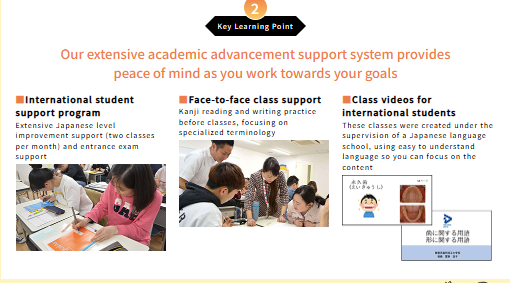 2
Key Learning Point
Our extensive academic advancement support system provides
peace of mind as you work towards your goals
■International student
support program
Extensive Japanese level
improvement support (two classes
per month) and entrance exam
support
■Face-to-face class support
Kanji reading and writing practice
before classes, focusing on
specialized terminology
■Class videos for
international students
These classes were created under the
supervision of a Japanese language
school, using easy to understand
language so you can focus on the
content
永久歯
(えいきゅうし)
歯に関する用語
形に関する用語